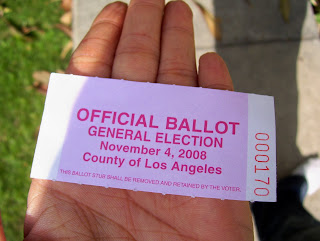 OFFICIAL BALLOT
GENERAL ELECTION
November 4, 2008
County of Los Angeles
THIS BALLOT STUB SHALL BE REMOVED AND RETAINED BY THE VOTER.
000170